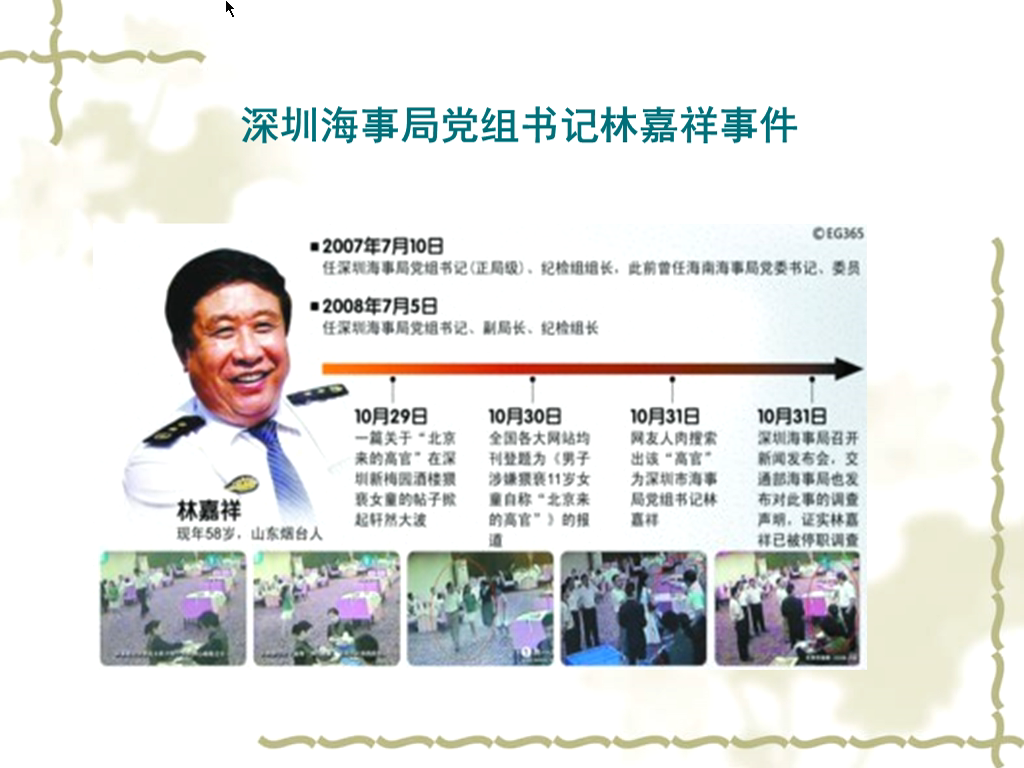 深圳海事局党组书记林嘉祥事件
©EG365
■2007年7月10日
任深圳海事局党组书记(正局级)、纪检组组长,此前曾任海南海事局党委书记、委员
■2008年7月5日
任深圳海事局党组书记、副局长、纪检组长
10月29日
一篇关于“北京
来的高官”在深
圳新梅园酒楼猥
亵女童的帖子掀
起轩然大波
10月30日
全国各大网站均
刊登题为《男子
涉嫌猥亵11岁女
童自称“北京来
的高官”》的报
道
10月31日
网友人肉搜索
出该“高官”
为深圳市海事
局党组书记林
嘉祥
10月31日
深圳海事局召开
新闻发布会,交
通部海事局也发
布对此事的调查
声明,证实林嘉
祥已被停职调查
林嘉祥
现年58岁,山东烟台人